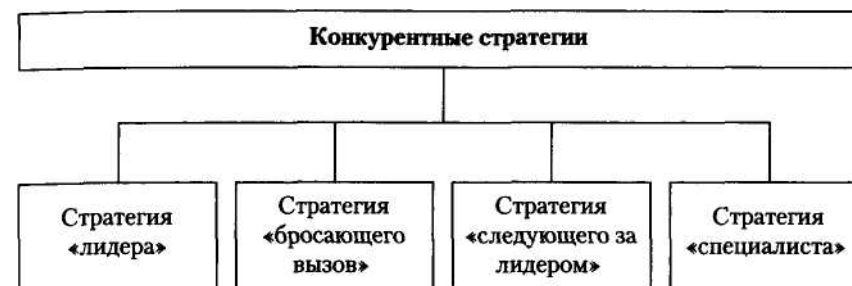 Конкурентные стратегии
Стратегия
«лидера»
Стратегия
«бросающего
вызов»
Стратегия
«следующего за
лидером»
Стратегия
«специалиста»